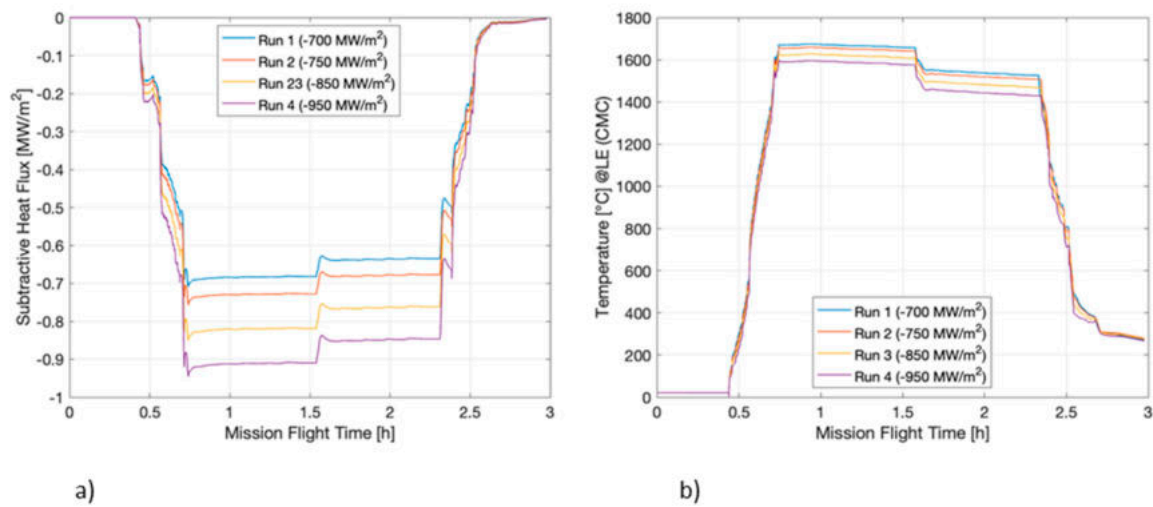 0
-0.1
-0.2
-0.3
-0.4
-0.5
-0.6
-0.7
-0.8
-0.9
-1
Subtractive Heat Flux [MW/m²]
Run 1 (-700 MW/m²)
Run 2 (-750 MW/m²)
Run 23 (-850 MW/m²)
Run 4 (-950 MW/m²)
0 0.5 1 1.5 2 2.5 3
Mission Flight Time [h]
a)
1800
1600
1400
1200
1000
800
600
400
200
0
Temperature [°C] @LE (CMC)
Run 1 (-700 MW/m²)
Run 2 (-750 MW/m²)
Run 3 (-850 MW/m²)
Run 4 (-950 MW/m²)
0 0.5 1 1.5 2 2.5 3
Mission Flight Time [h]
b)